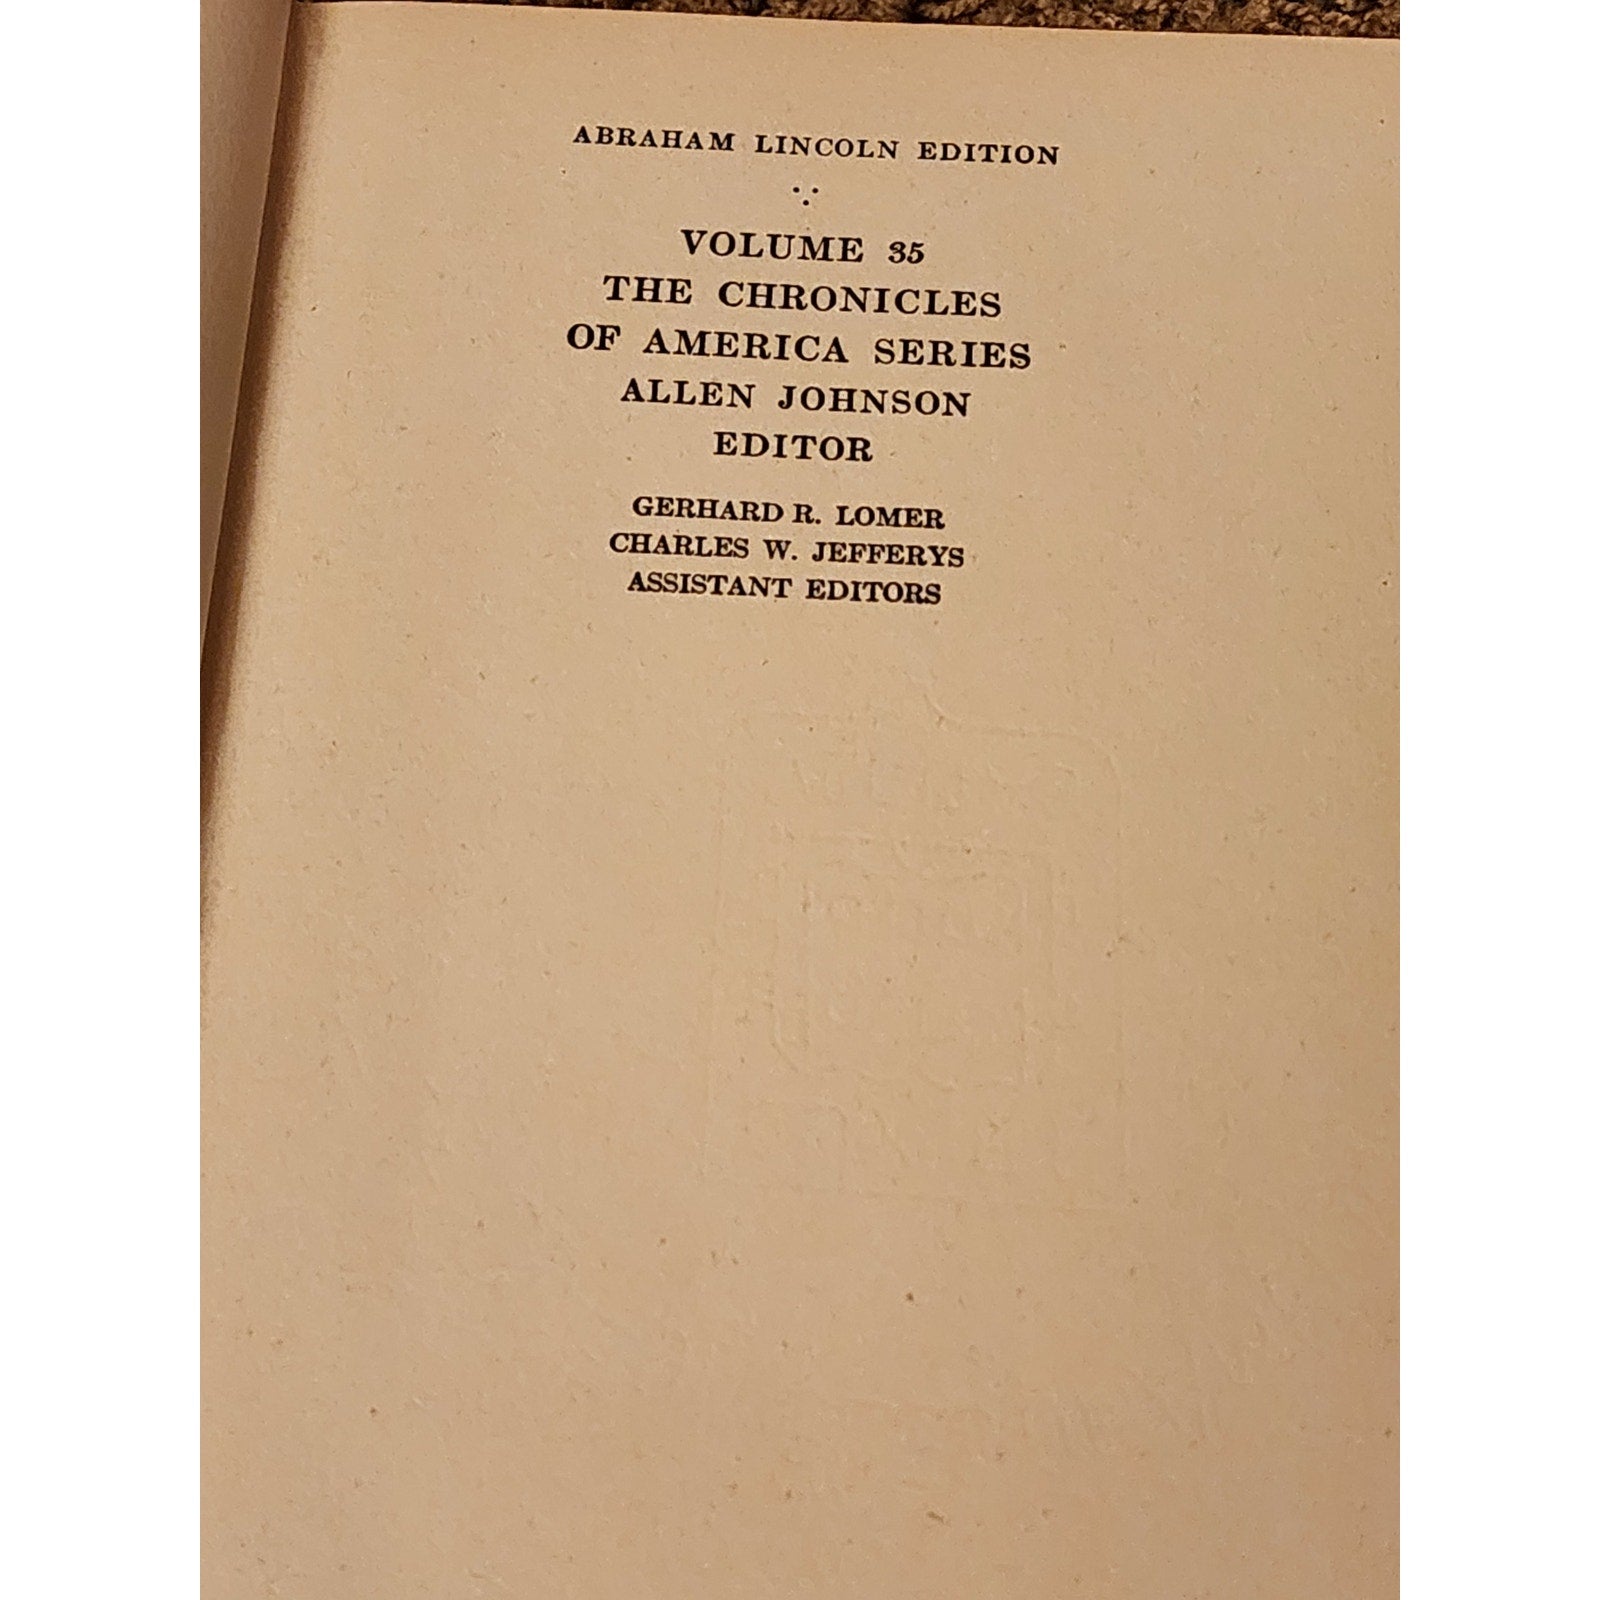 ABRAHAM LINCOLN EDITION
VOLUME 35
THE CHRONICLES
OF AMERICA SERIES
ALLEN JOHNSON
EDITOR
GERHARD R. LOMER
CHARLES W. JEFFERYS
ASSISTANT EDITORS